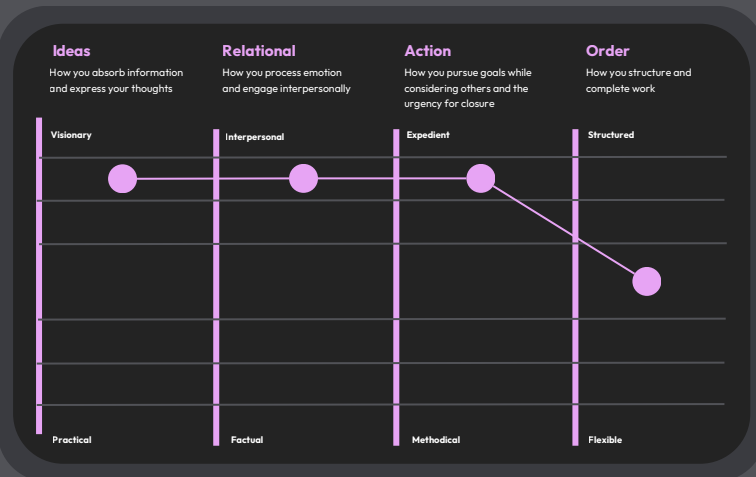 Ideas
How you absorb information
and express your thoughts
Relational
How you process emotion
and engage interpersonally
Action
How you pursue goals while
considering others and the
urgency for closure
Order
How you structure and
complete work
Visionary
Interpersonal
Expedient
Structured
Practical
Factual
Methodical
Flexible